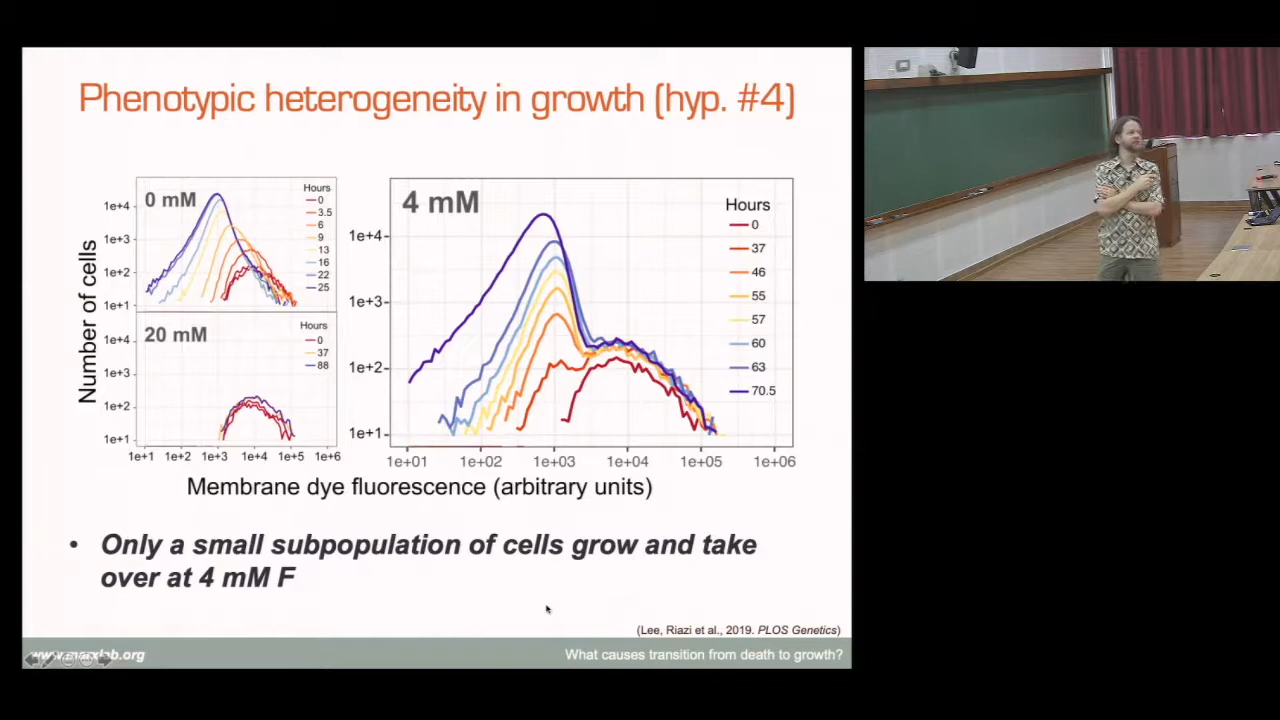 Phenotypic heterogeneity in growth (hyp. #4)
0 mM
Hours
0
3.5
6
9
13
16
22
25
1e+4
1e+3
1e+2
1e+1
20 mM
Hours
0
37
88
1e+4
1e+3
1e+2
1e+1
1e+1 1e+2 1e+3 1e+4 1e+5 1e+6
Number of cells
4 mM
Hours
0
37
46
55
57
60
63
70.5
1e+4
1e+3
1e+2
1e+1
1e+01 1e+02 1e+03 1e+04 1e+05 1e+06
Membrane dye fluorescence (arbitrary units)
• Only a small subpopulation of cells grow and take
over at 4 mM F
(Lee, Riazi et al., 2019. PLOS Genetics)
www.marxlab.org
What causes transition from death to growth?